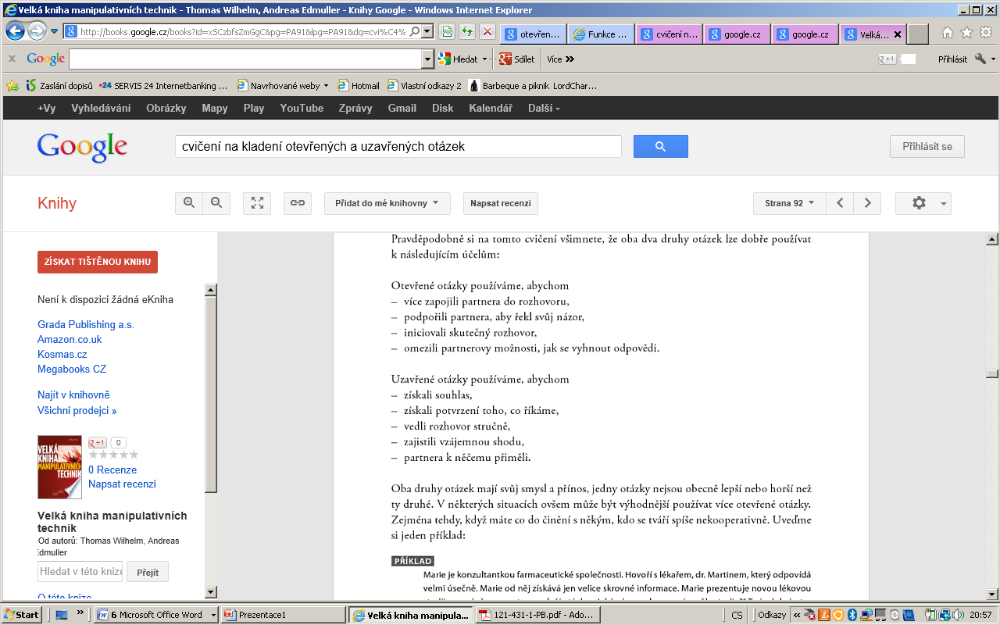 Velká kniha manipulativních technik - Thomas Wilhelm, Andreas Edmuller - Knihy Google - Windows Internet Explorer
http://books.google.cz/books?id=xSCzbfsZmGgC&pg=PA91&lpg=PA91&dq=cvi%C4%
otevřen...
Funkce ...
cvičení n...
google.cz
google.cz
Velká...
Google
Hledat
Sdílet
Více »
+1
Přihlásit
Zaslání dopisů
SERVIS 24 Internetbanking ...
Navrhované weby
Hotmail
Vlastní odkazy 2
Barbeque a piknik LordChar...
+Vy Vyhledávání Obrázky Mapy Play YouTube Zprávy Gmail Disk Kalendář Další
Google
cvičení na kladení otevřených a uzavřených otázek
Přihlásit se
Knihy
Přidat do mé knihovny
Napsat recenzi
Strana 92
ZÍSKAT TIŠTĚNOU KNIHU
Není k dispozici žádná eKniha
Grada Publishing a.s.
Amazon.co.uk
Kosmas.cz
Megabooks CZ
Najít v knihovně
Všichni prodejci »
VELKÁ
KNIHA
MANIPULATIVNÍCH
TECHNIK
+1 0
0 Recenze
Napsat recenzi
Velká kniha manipulativních
technik
Od autorů: Thomas Wilhelm, Andreas
Edmuller
Hledat v této knize
Přejít
O této knize
Pravděpodobně si na tomto cvičení všimnete, že oba dva druhy otázek lze dobře používat
k následujícím účelům:
Otevřené otázky používáme, abychom
– více zapojili partnera do rozhovoru,
– podpořili partnera, aby řekl svůj názor,
– iniciovali skutečný rozhovor,
– omezili partnerovy možnosti, jak se vyhnout odpovědi.
Uzavřené otázky používáme, abychom
– získali souhlas,
– získali potvrzení toho, co říkáme,
– vedli rozhovor stručně,
– zajistili vzájemnou shodu,
– partnera k něčemu přiměli.
Oba druhy otázek mají svůj smysl a přínos, jedny otázky nejsou obecně lepší nebo horší než
ty druhé. V některých situacích ovšem může být výhodnější používat více otevřené otázky.
Zejména tehdy, když máte co do činění s někým, kdo se tváří spíše nekooperativně. Uveďme
si jeden příklad:
PŘÍKLAD
Marie je konzultantkou farmaceutické společnosti. Hovoří s lékařem, dr. Martinem, který odpovídá
velmi úsečně. Marie od něj získává jen velice skrovné informace. Marie prezentuje novou lékovou
Start
6 Microsoft Office Word
Prezentace1
Velká kniha manipula...
121-431-1-PB.pdf - Ado...
CS
Odkazy
20:57